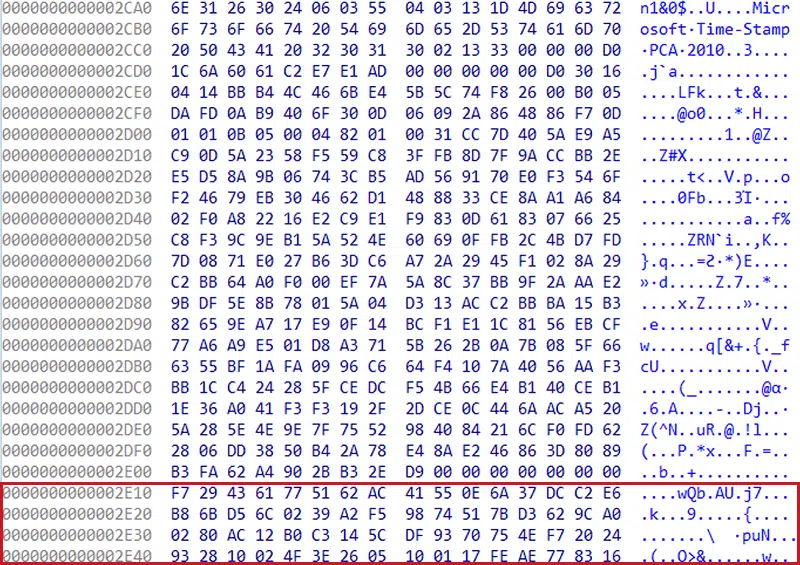 0000000000002CA0 6E 31 26 30 24 06 03 55 04 03 13 1D 4D 69 63 72 n1&0$..U....Micr
0000000000002CB0 6F 73 6F 66 74 20 54 69 6D 65 2D 53 74 61 6D 70 osoft·Time-Stamp
0000000000002CC0 20 50 43 41 20 32 30 31 30 02 13 33 00 00 00 D0 ·PCA·2010..3....
0000000000002CD0 1C 6A 60 61 C2 E7 E1 AD 00 00 00 00 00 D0 30 16 .j`a............
0000000000002CE0 04 14 BB B4 4C 46 6B E4 5B 5C 74 F8 26 00 B0 05 ....LFk...t.&...
0000000000002CF0 DA FD 0A B9 40 6F 30 0D 06 09 2A 86 48 86 F7 0D ....@o0...*.H...
0000000000002D00 01 01 0B 05 00 04 82 01 00 31 CC 7D 40 5A E9 A5 .........1..@Z..
0000000000002D10 C9 0D 5A 23 58 F5 59 C8 3F FB 8D 7F 9A CC BB 2E ..Z#X...........
0000000000002D20 E5 D5 8A 9B 06 74 3C B5 AD 56 91 70 E0 F3 54 6F .....t<..V.p...o
0000000000002D30 F2 46 79 EB 30 46 62 D1 48 88 33 CE 8A A1 A6 84 ....0Fb...3Ί·...
0000000000002D40 02 F0 A8 22 16 E2 C9 E1 F9 83 0D 61 83 07 66 25 ...........a..f%
0000000000002D50 C8 F3 9C 9E B1 5A 52 4E 60 69 0F FB 2C 4B D7 FD .....ZRN`i..,K..
0000000000002D60 7D 08 71 E0 27 B6 3D C6 A7 2A 29 45 F1 02 8A 29 }.q...=Ƨ·*)E....
0000000000002D70 C2 BB 64 A0 F0 00 EF 7A 5A 8C 37 BB 9F 2A AA E2 »·d.....Z.7..*..
0000000000002D80 9B DF 5E 8B 78 01 5A 04 D3 13 AC C2 BB BA 15 B3 ....x.Z....»·...
0000000000002D90 82 65 9E A7 17 E9 0F 14 BC F1 E1 1C 81 56 EB CF .e...........V..
0000000000002DA0 77 A6 A9 E5 01 D8 A3 71 5B 26 2B 0A 7B 08 5F 66 w......q[&+.{._f
0000000000002DB0 63 55 BF 1A FA 09 96 C6 64 F4 107 A 40 56 AA F3 cU..........V..
0000000000002DC0 BB 1C C4 24 28 5F CE DC F5 4B 66 E4 B1 40 CE B1 ....(_.......@α·
0000000000002DD0 1E 36 A0 41 F3 F3 19 2F 2D CE 0C 44 6A AC A5 20 .6.A....-..Dj..·
0000000000002DE0 5A 28 5E 4E 9E 7F 75 52 98 40 84 21 6C F0 FD 62 Z(^N..uR.@.!l...
0000000000002DF0 28 06 DD 38 50 B4 2A 78 E4 8A E2 46 86 3D 80 89 (...P.*x...F.=..
0000000000002E00 B3 FA 62 A4 90 2B B3 2E D9 00 00 00 00 00 00 00 ..b..+..........
0000000000002E10 F7 29 43 61 77 51 62 AC 41 55 0E 6A 37 DC C2 E6 ....wQb.AU.j7...
0000000000002E20 B8 6B D5 6C 02 39 A2 F5 98 74 51 7B D3 62 9C A0 .k...9.....{....
0000000000002E30 02 80 AC 12 B0 C3 14 5C DF 93 70 75 4E F7 20 24 .......\ ·puN...
0000000000002E40 93 28 10 02 4F 3E 26 05 10 01 17 FE AE 77 83 16 .(..O>&......w..